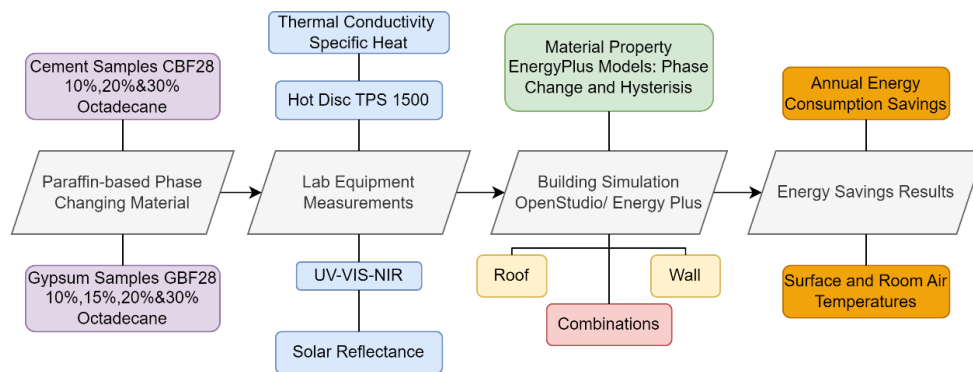 Cement Samples CBF28
10%,20%&30%
Octadecane
Paraffin-based Phase
Changing Material
Gypsum Samples GBF28
10%,15%,20%&30%
Octadecane
Thermal Conductivity
Specific Heat
Hot Disc TPS 1500
Lab Equipment
Measurements
UV-VIS-NIR
Solar Reflectance
Material Property
EnergyPlus Models: Phase
Change and Hysterisis
Building Simulation
OpenStudio/ Energy Plus
Roof
Wall
Combinations
Annual Energy
Consumption Savings
Energy Savings Results
Surface and Room Air
Temperatures